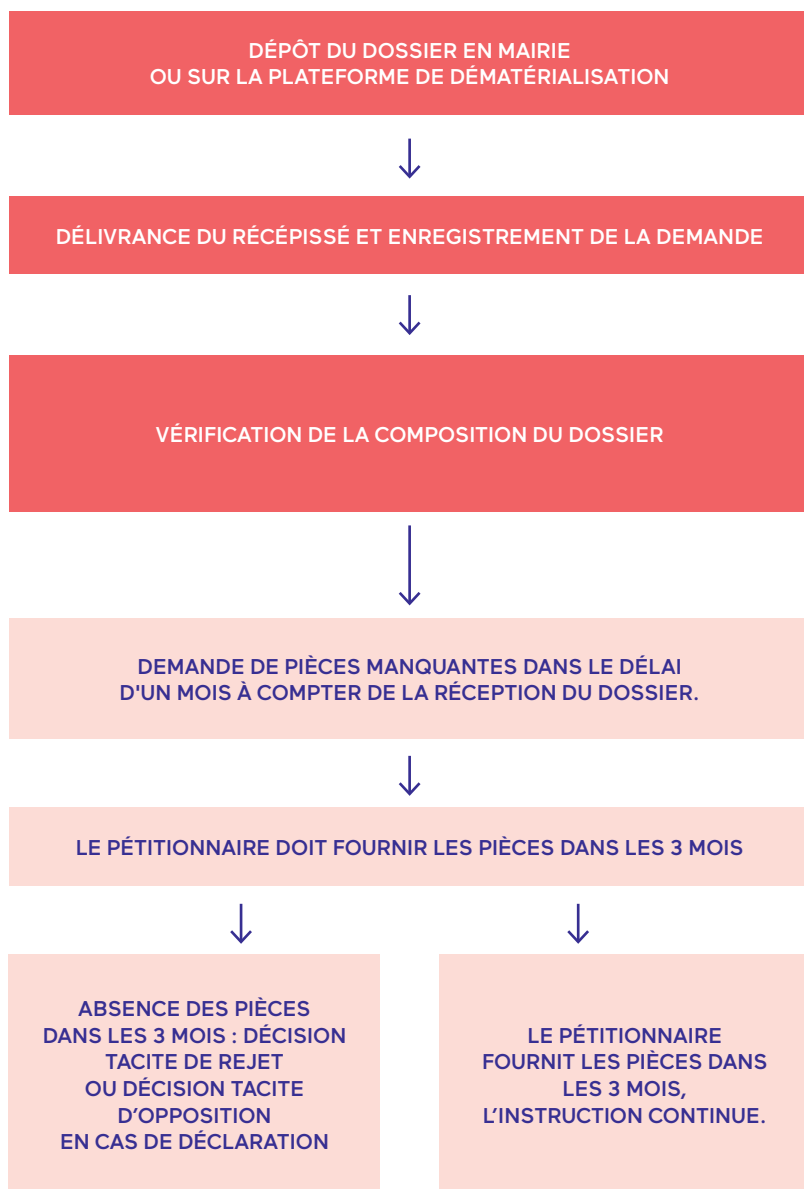 DÉPÔT DU DOSSIER EN MAIRIE
OU SUR LA PLATEFORME DE DÉMATÉRIALISATION
DÉLIVRANCE DU RÉCÉPISSÉ ET ENREGISTREMENT DE LA DEMANDE
VÉRIFICATION DE LA COMPOSITION DU DOSSIER
DEMANDE DE PIÈCES MANQUANTES DANS LE DÉLAI
D'UN MOIS À COMPTER DE LA RÉCEPTION DU DOSSIER.
LE PÉTITIONNAIRE DOIT FOURNIR LES PIÈCES DANS LES 3 MOIS
ABSENCE DES PIÈCES
DANS LES 3 MOIS : DÉCISION
TACITE DE REJET
OU DÉCISION TACITE
D’OPPOSITION
EN CAS DE DÉCLARATION
LE PÉTITIONNAIRE
FOURNIT LES PIÈCES DANS
LES 3 MOIS,
L’INSTRUCTION CONTINUE.